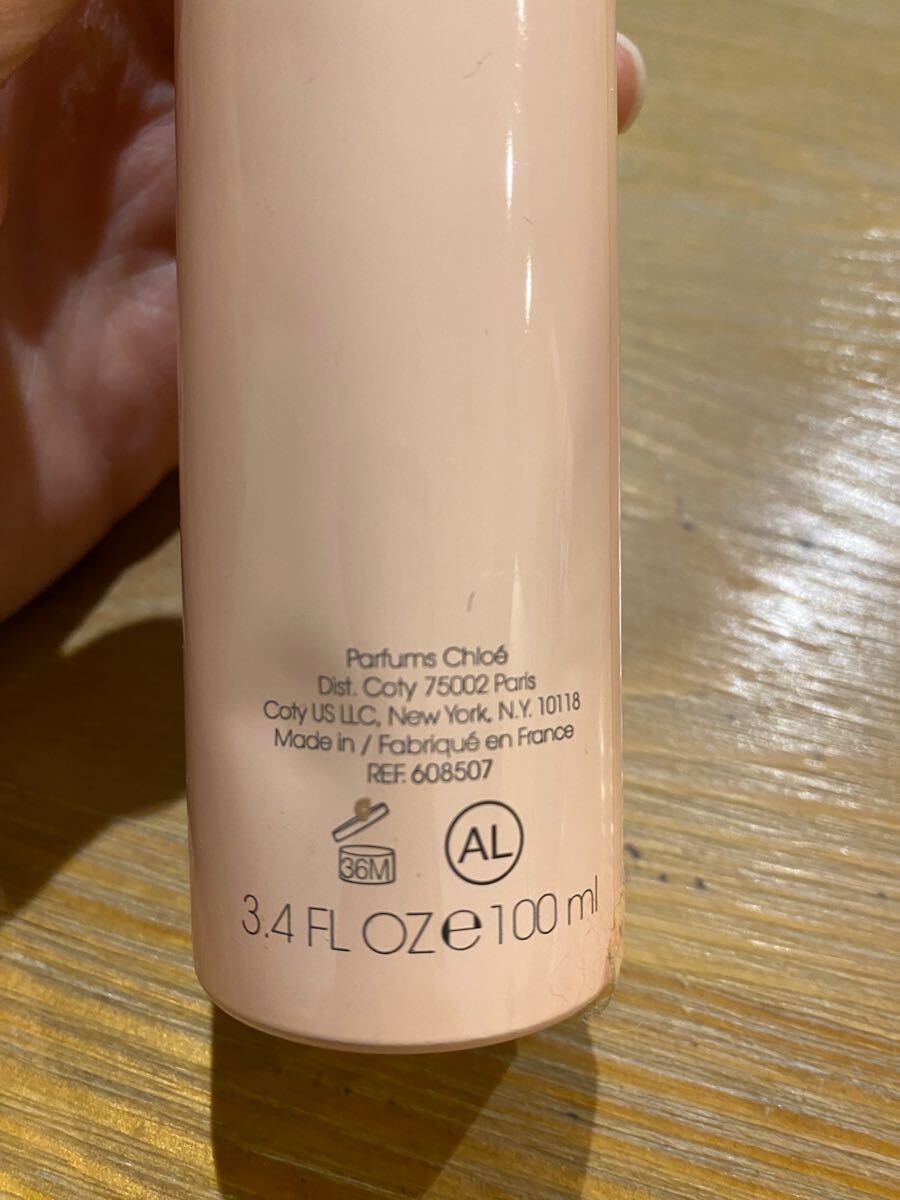 Parfums Chloé
Dist. Coty 75002 Paris
Coty US LLC, New York, N.Y. 10118
Made in / Fabriqué en France
REF. 608507
36M
AL
3.4 FL OZ e 100 ml